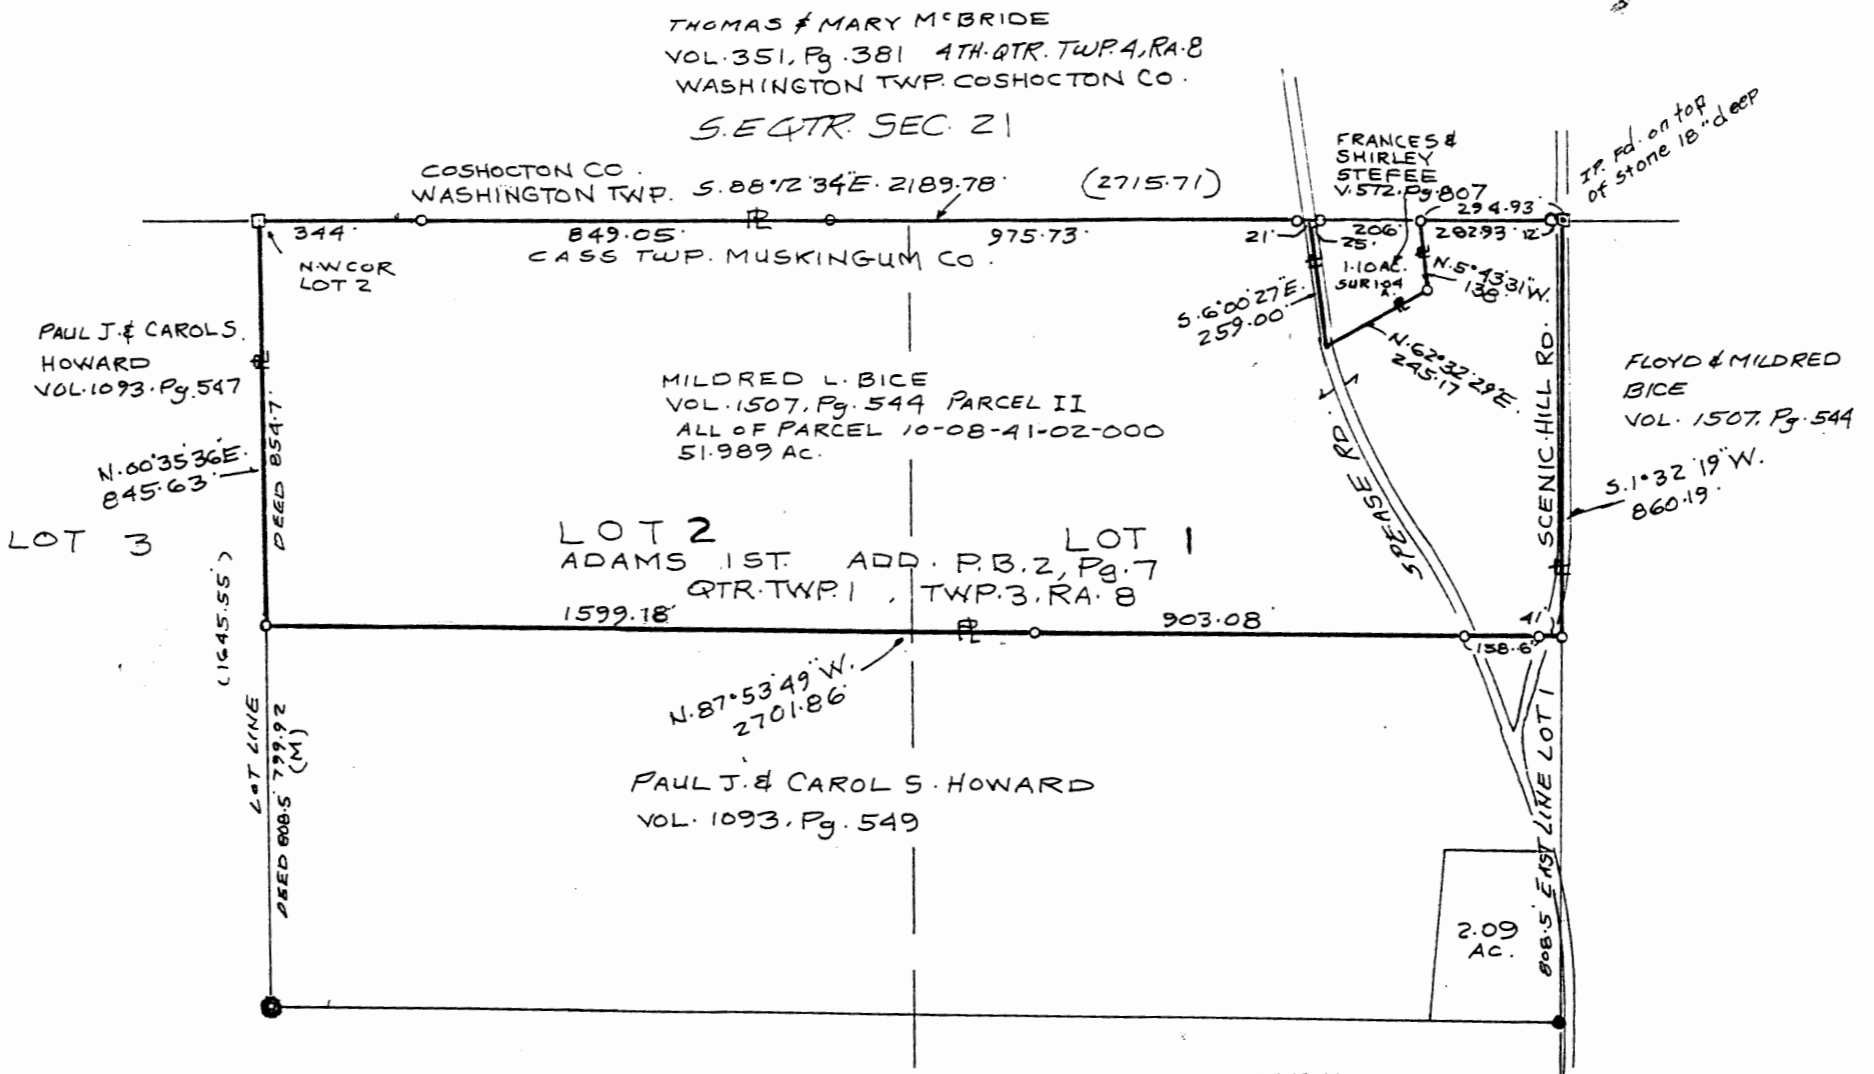 THOMAS & MARY McBRIDE
VOL. 351, Pg. 381 4TH. QTR. TWP. 4, RA. 8
WASHINGTON TWP. COSHOCTON CO.
S.E QTR. SEC. 21
COSHOCTON CO.
WASHINGTON TWP.
S. 88°12'34"E. 2189.78'
(2715.71)
FRANCES &
SHIRLEY
STEFEE
V. 572, Pg. 807
I.P. Fd. on top
of stone 18" deep
294.93'
344'
849.05'
PL
975.73'
21'
25'
206'
282.93'
12'
CASS TWP. MUSKINGUM CO.
N.W COR
LOT 2
1.10 AC.
SUR 104
A.
N. 5°43'31"W.
138'
S. 6°00'27"E.
259.00'
N. 62°32'29"E.
245.17
PAUL J. & CAROL S.
HOWARD
VOL. 1093. Pg. 547
MILDRED L. BICE
VOL. 1507, Pg. 544 PARCEL II
ALL OF PARCEL 10-08-41-02-000
51.989 AC.
FLOYD & MILDRED
BICE
VOL. 1507. Pg. 544
N. 00°35'36"E.
845.63'
DEED 854.7'
SPEASE RD.
SCENIC HILL RD.
S. 1°32'19"W.
860.19'
LOT 3
LOT 2
LOT 1
ADAMS 1ST. ADD. P.B. 2, Pg. 7
QTR. TWP. 1, TWP. 3. RA. 8
1599.78'
PL
903.08'
41'
158.6'
(1645.55')
N. 87°53'49"W.
2701.86'
LOT LINE
DEED 808.5' 799.92
(M)
PAUL J. & CAROL S. HOWARD
VOL. 1093. Pg. 549
808.5' EAST LINE LOT 1
2.09
AC.